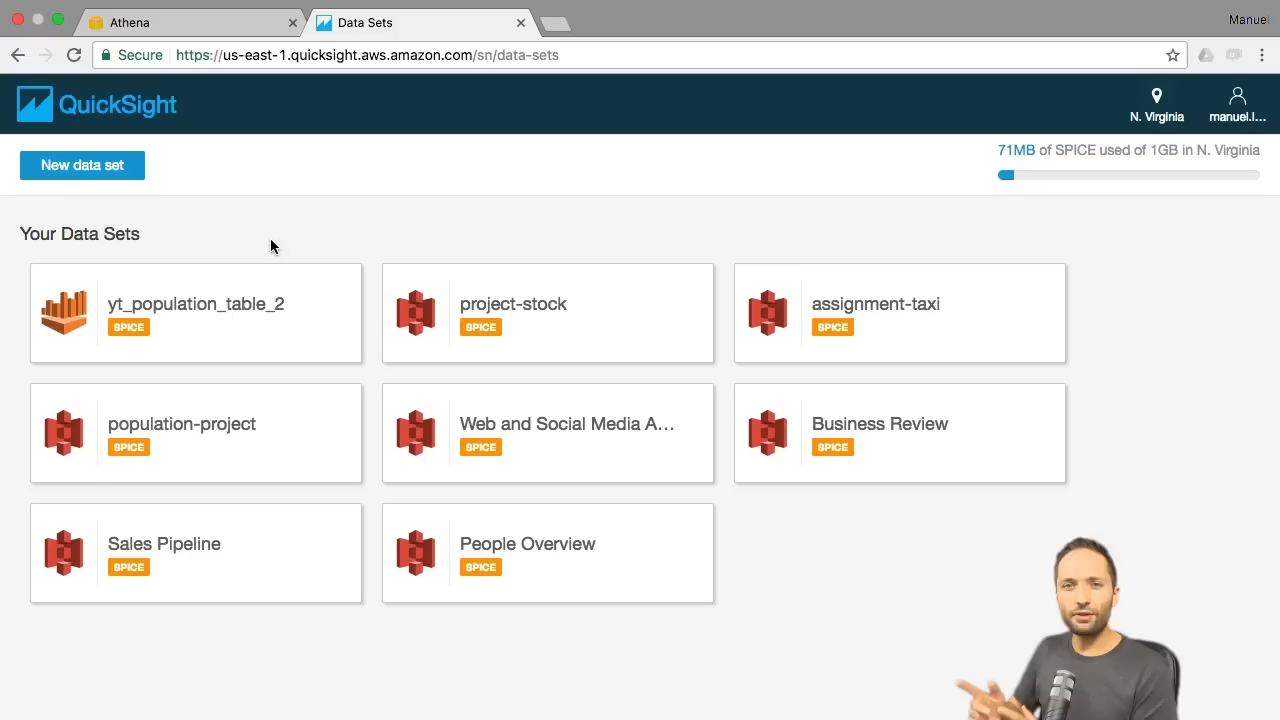 Athena
Data Sets
Manuel
Secure
https://us-east-1.quicksight.aws.amazon.com/sn/data-sets
QuickSight
N. Virginia
manuel.l...
New data set
71MB of SPICE used of 1GB in N. Virginia
Your Data Sets
yt_population_table_2
SPICE
project-stock
SPICE
assignment-taxi
SPICE
population-project
SPICE
Web and Social Media A...
SPICE
Business Review
SPICE
Sales Pipeline
SPICE
People Overview
SPICE